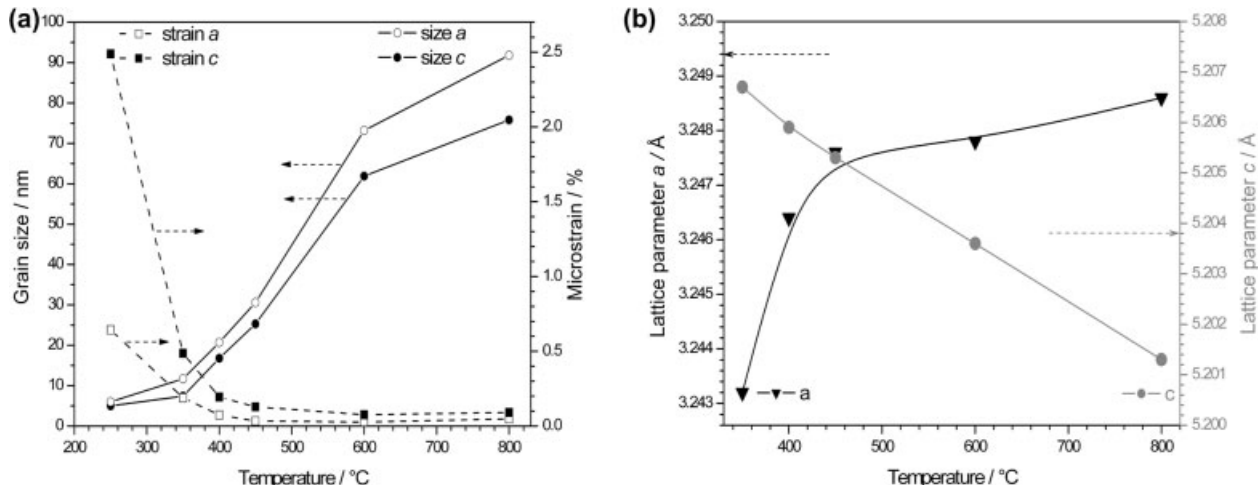 (a)
strain a
size a
strain c
size c
100
90
80
70
60
50
40
30
20
10
0
Grain size / nm
2.5
2.0
1.5
1.0
0.5
0.0
Microstrain / %
200 300 400 500 600 700 800
Temperature / °C
(b)
3.250
3.249
3.248
3.247
3.246
3.245
3.244
3.243
Lattice parameter a / Å
5.208
5.207
5.206
5.205
5.204
5.203
5.202
5.201
5.200
Lattice parameter c / Å
a
c
400 500 600 700 800
Temperature / °C